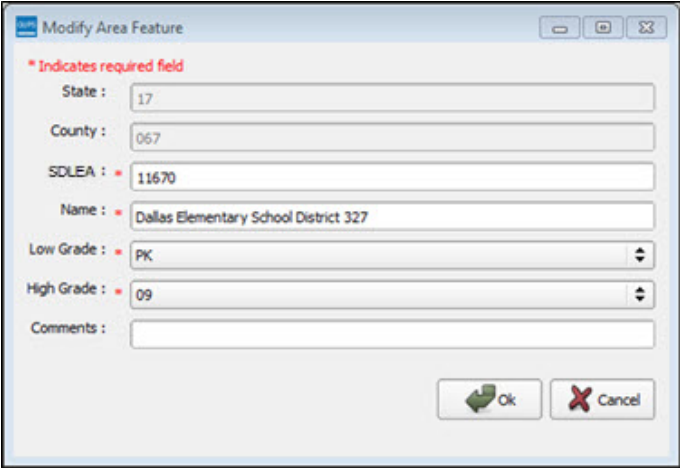 Modify Area Feature
* Indicates required field
State : 17
County : 067
SDLEA : * 11670
Name : * Dallas Elementary School District 327
Low Grade : * PK
High Grade : * 09
Comments :
Ok Cancel